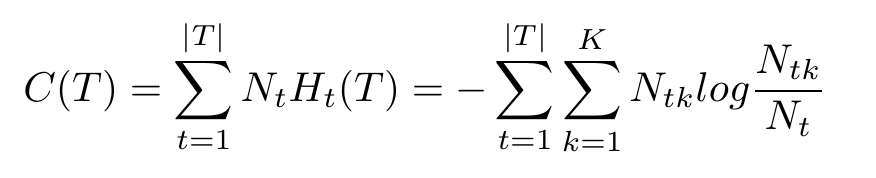 C(T) = \sum_{t=1}^{|T|} N_t H_t(T) = - \sum_{t=1}^{|T|} \sum_{k=1}^{K} N_{tk} log \frac{N_{tk}}{N_t}